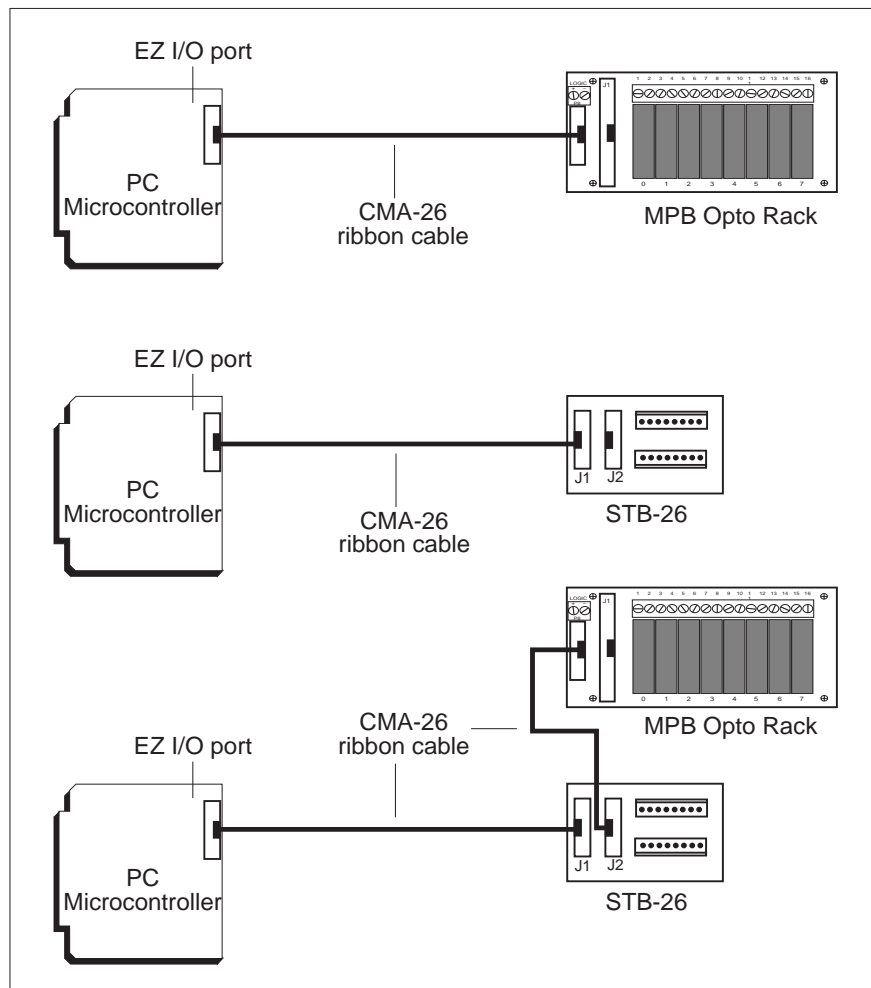 EZ I/O port
PC
Microcontroller
CMA-26
ribbon cable
LOGIC
+ -
P9
J1
1 2 3 4 5 6 7 8 9 10 11 12 13 14 15 16
0 1 2 3 4 5 6 7
MPB Opto Rack
EZ I/O port
PC
Microcontroller
CMA-26
ribbon cable
J1 J2
STB-26
LOGIC
+ -
J1
1 2 3 4 5 6 7 8 9 10 11 12 13 14 15 16
0 1 2 3 4 5 6 7
MPB Opto Rack
EZ I/O port
PC
Microcontroller
CMA-26
ribbon cable
J1 J2
STB-26